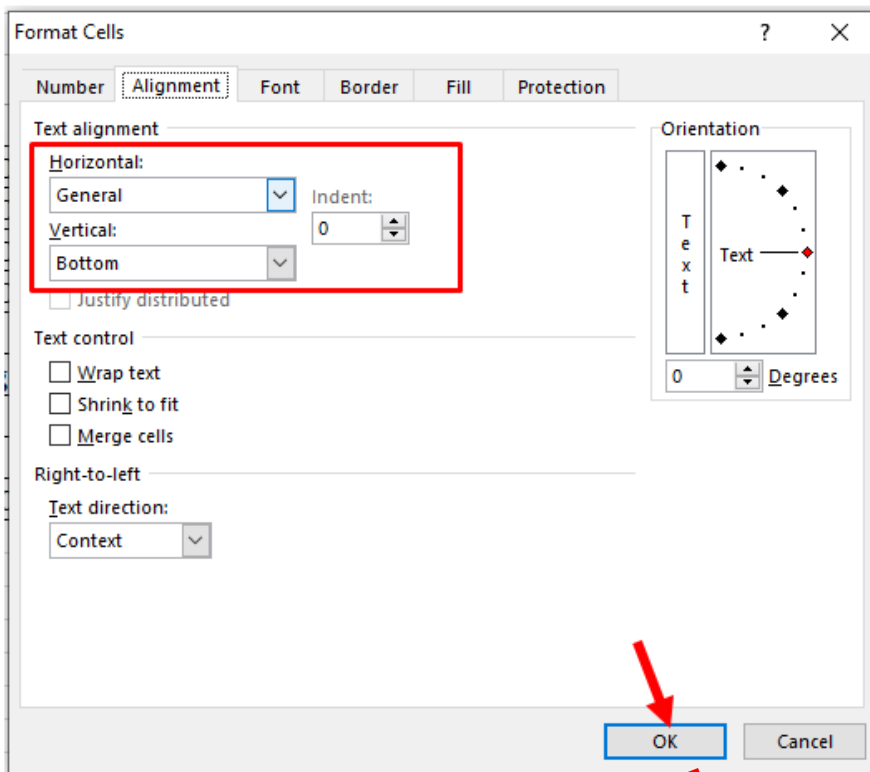 Format Cells ?
Number Alignment Font Border Fill Protection
Text alignment
Horizontal:
General
Indent:
0
Vertical:
Bottom
Justify distributed
Text control
Wrap text
Shrink to fit
Merge cells
Right-to-left
Text direction:
Context
Orientation
Text
Text
0 Degrees
OK Cancel